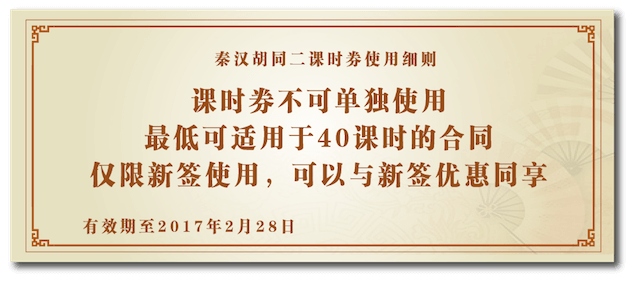 秦汉胡同二课时券使用细则
课时券不可单独使用
最低可适用于40课时的合同
仅限新签使用，可以与新签优惠同享
有效期至2017年2月28日